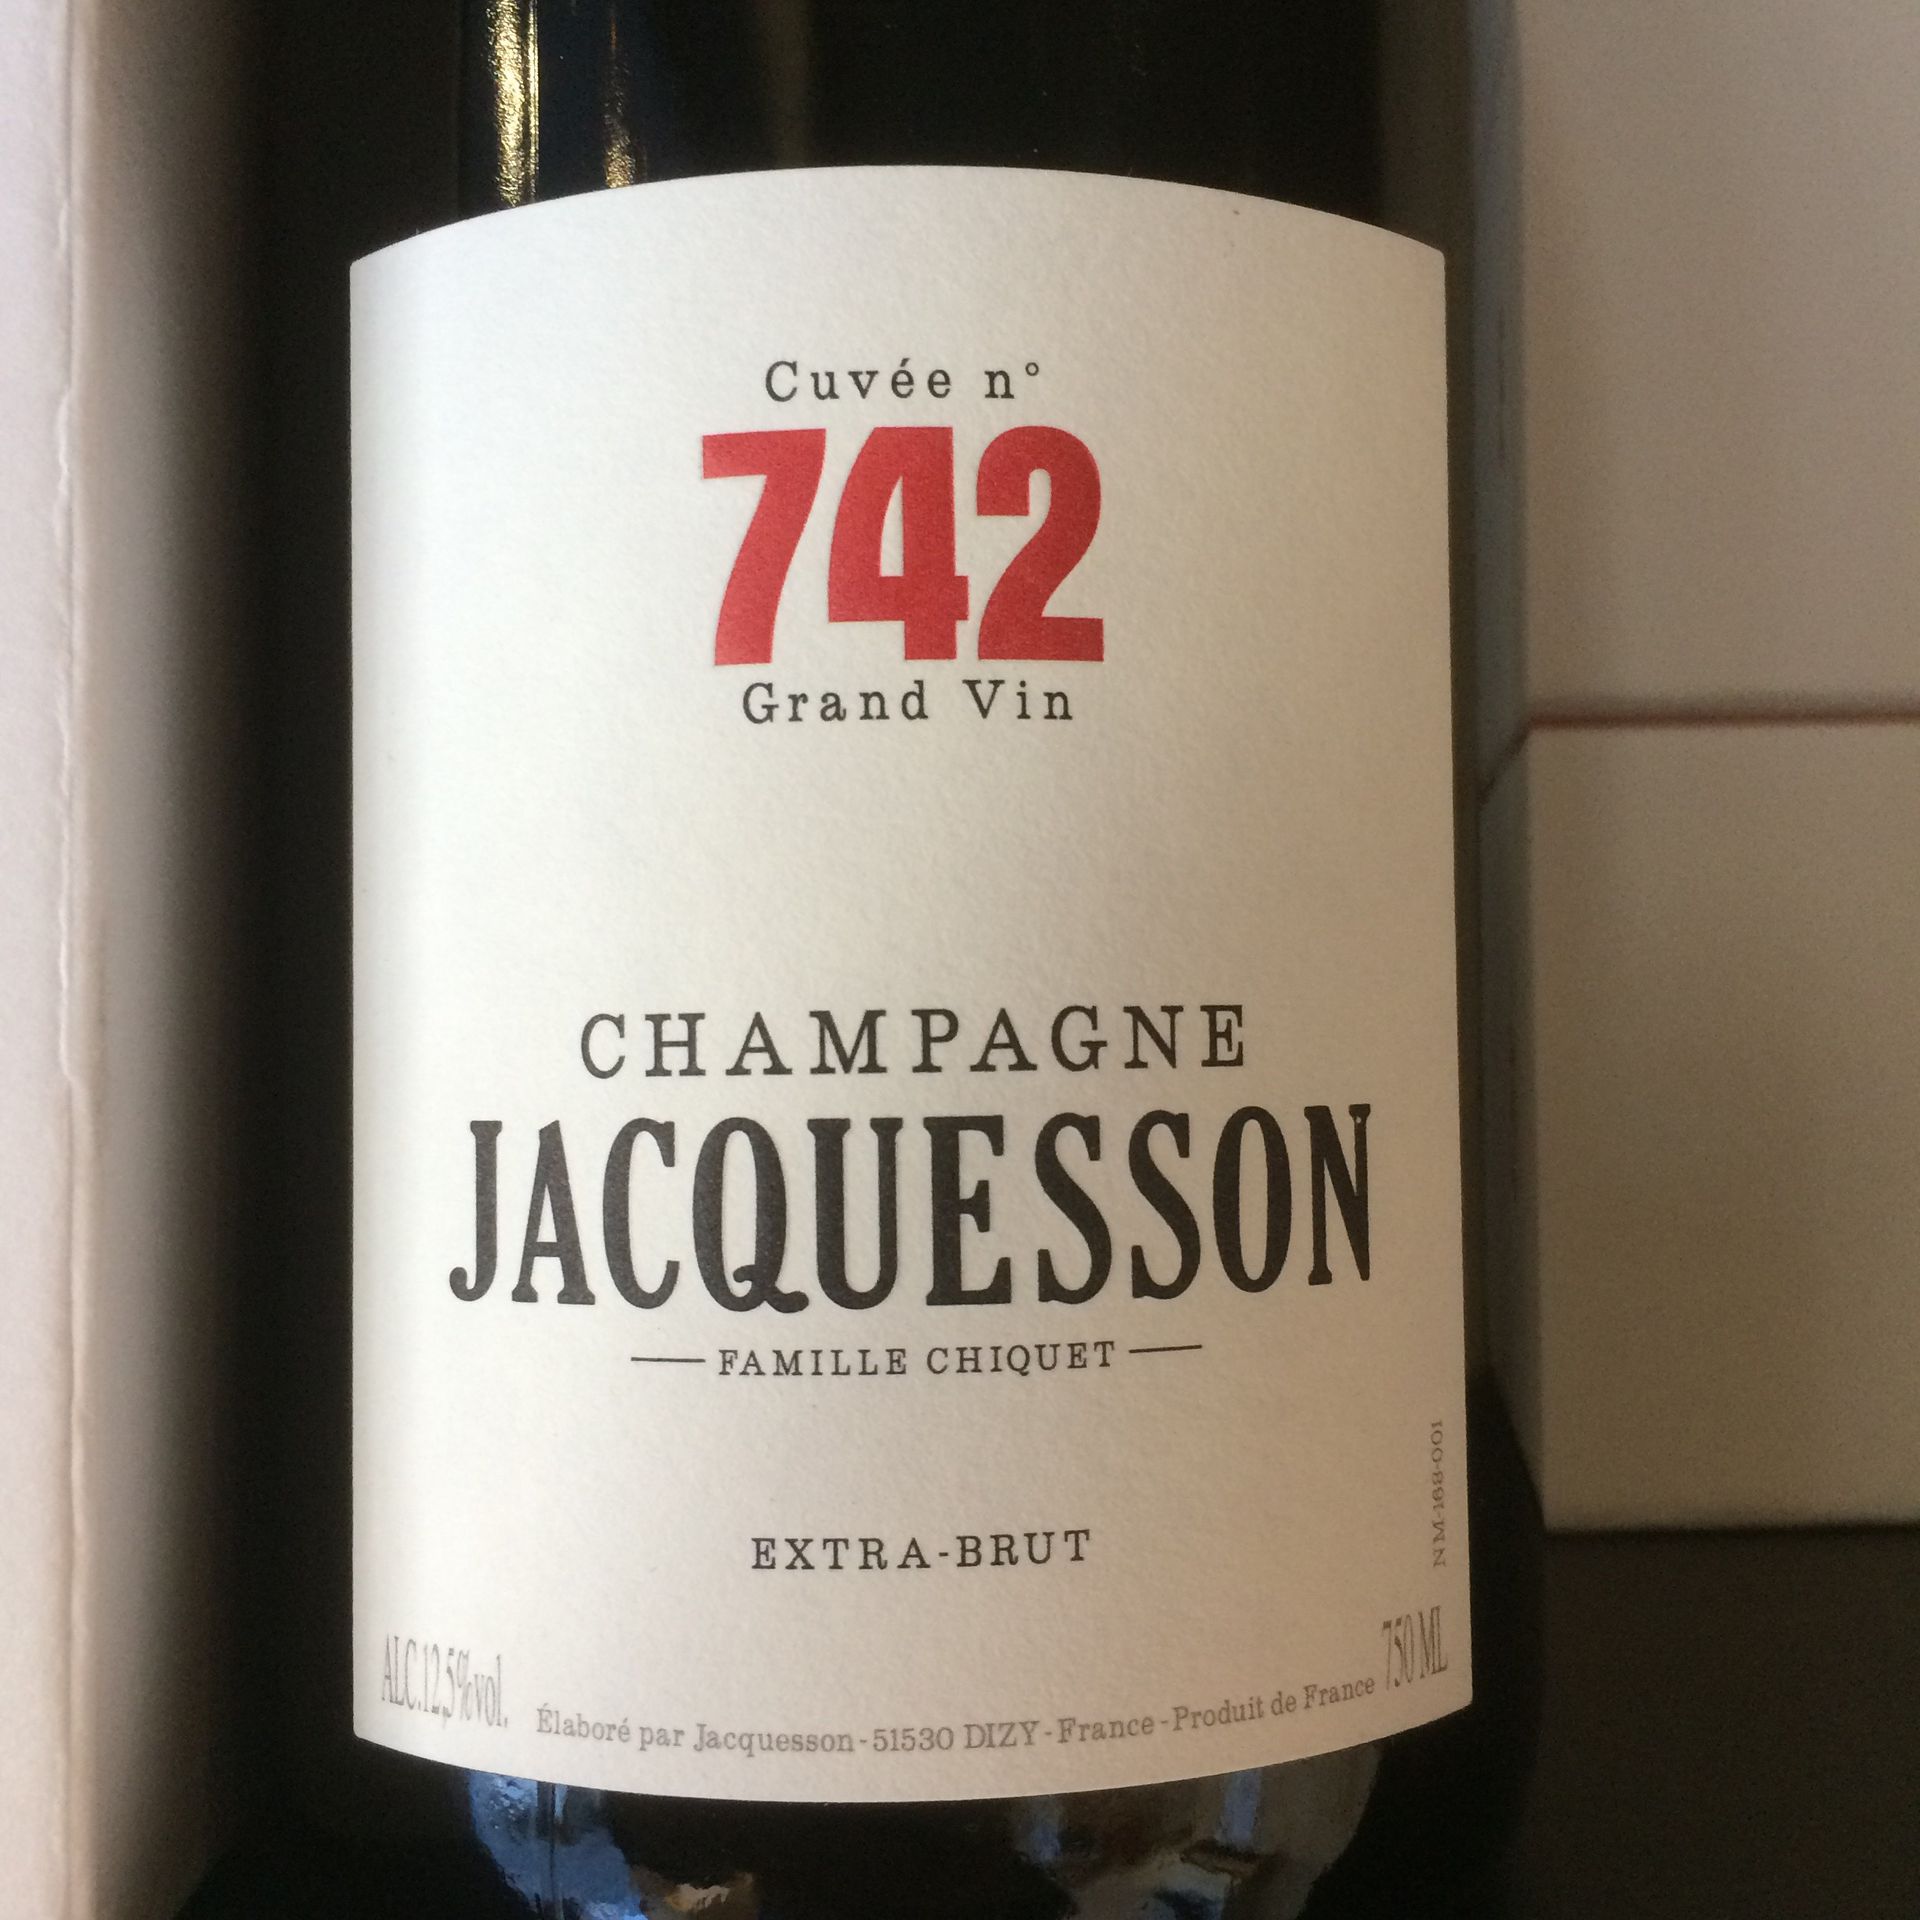 Cuvée n°
742
Grand Vin
CHAMPAGNE
JACQUESSON
FAMILLE CHIQUET
NM-168-001
EXTRA-BRUT
ALC.12,5%vol.
Élaboré par Jacquesson - 51530 DIZY - France - Produit de France
750 ML